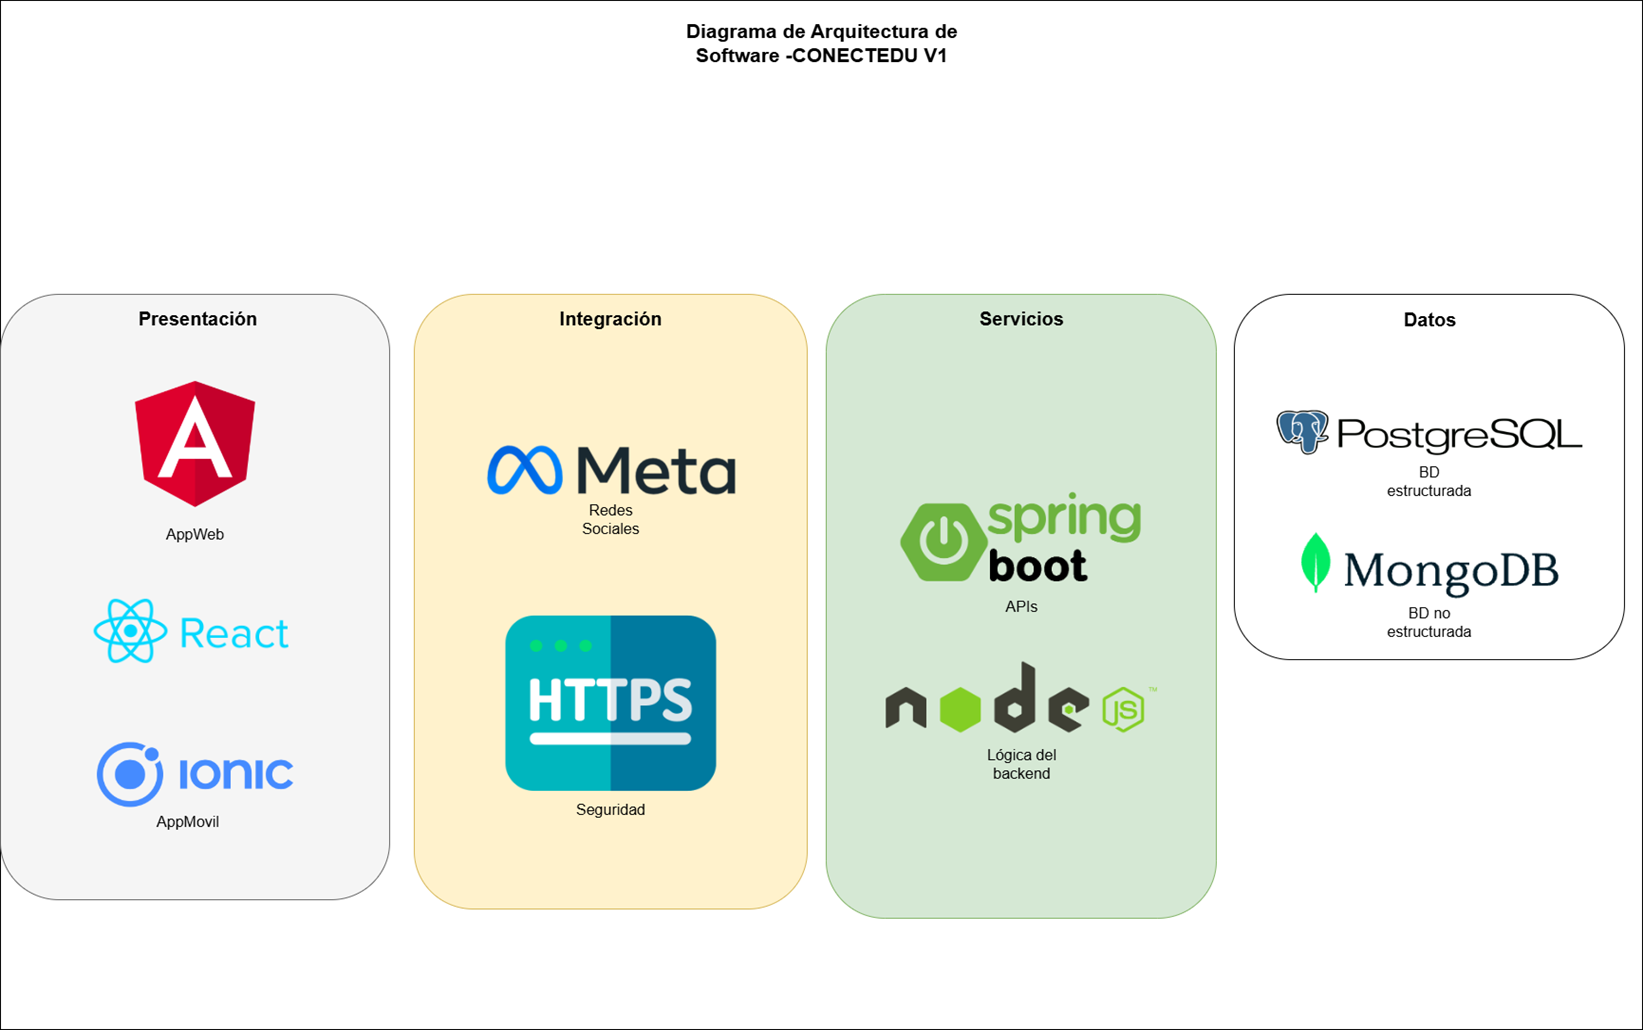 Diagrama de Arquitectura de
Software -CONECTEDU V1
Presentación
AppWeb
React
IONIC
AppMovil
Integración
Meta
Redes
Sociales
HTTPS
Seguridad
Servicios
spring
boot
APIs
node
JS
™
Lógica del
backend
Datos
PostgreSQL
BD
estructurada
MongoDB
BD no
estructurada